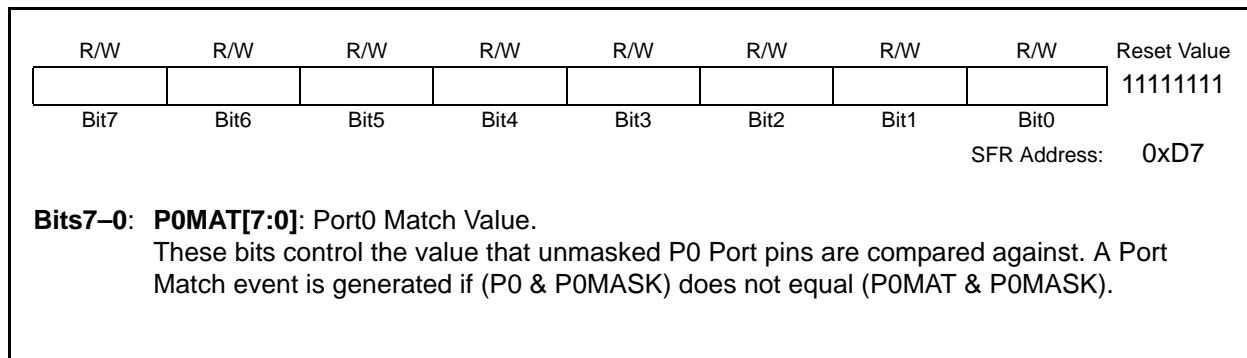 R/W R/W R/W R/W R/W R/W R/W R/W Reset Value
11111111
Bit7 Bit6 Bit5 Bit4 Bit3 Bit2 Bit1 Bit0
SFR Address: 0xD7
Bits7–0: P0MAT[7:0]: Port0 Match Value.
These bits control the value that unmasked P0 Port pins are compared against. A Port
Match event is generated if (P0 & P0MASK) does not equal (P0MAT & P0MASK).